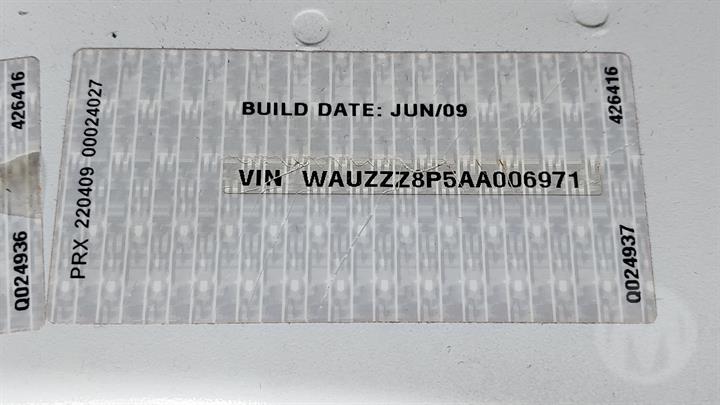 426416
Q024936
PRX 220409 00024027
BUILD DATE: JUN/09
VIN WAUZZZ8P5AA006971
426416
Q024937
M